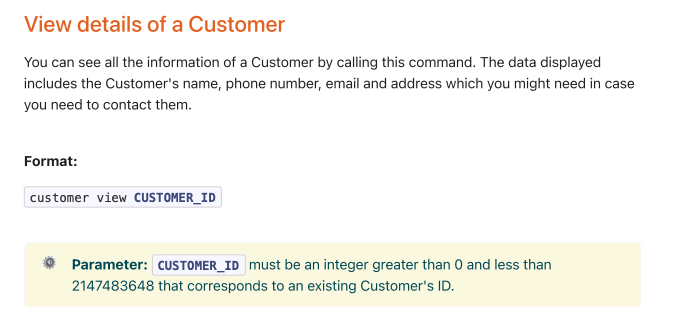 View details of a Customer
You can see all the information of a Customer by calling this command. The data displayed
includes the Customer's name, phone number, email and address which you might need in case
you need to contact them.
Format:
customer view CUSTOMER_ID
Parameter: CUSTOMER_ID must be an integer greater than 0 and less than
2147483648 that corresponds to an existing Customer's ID.